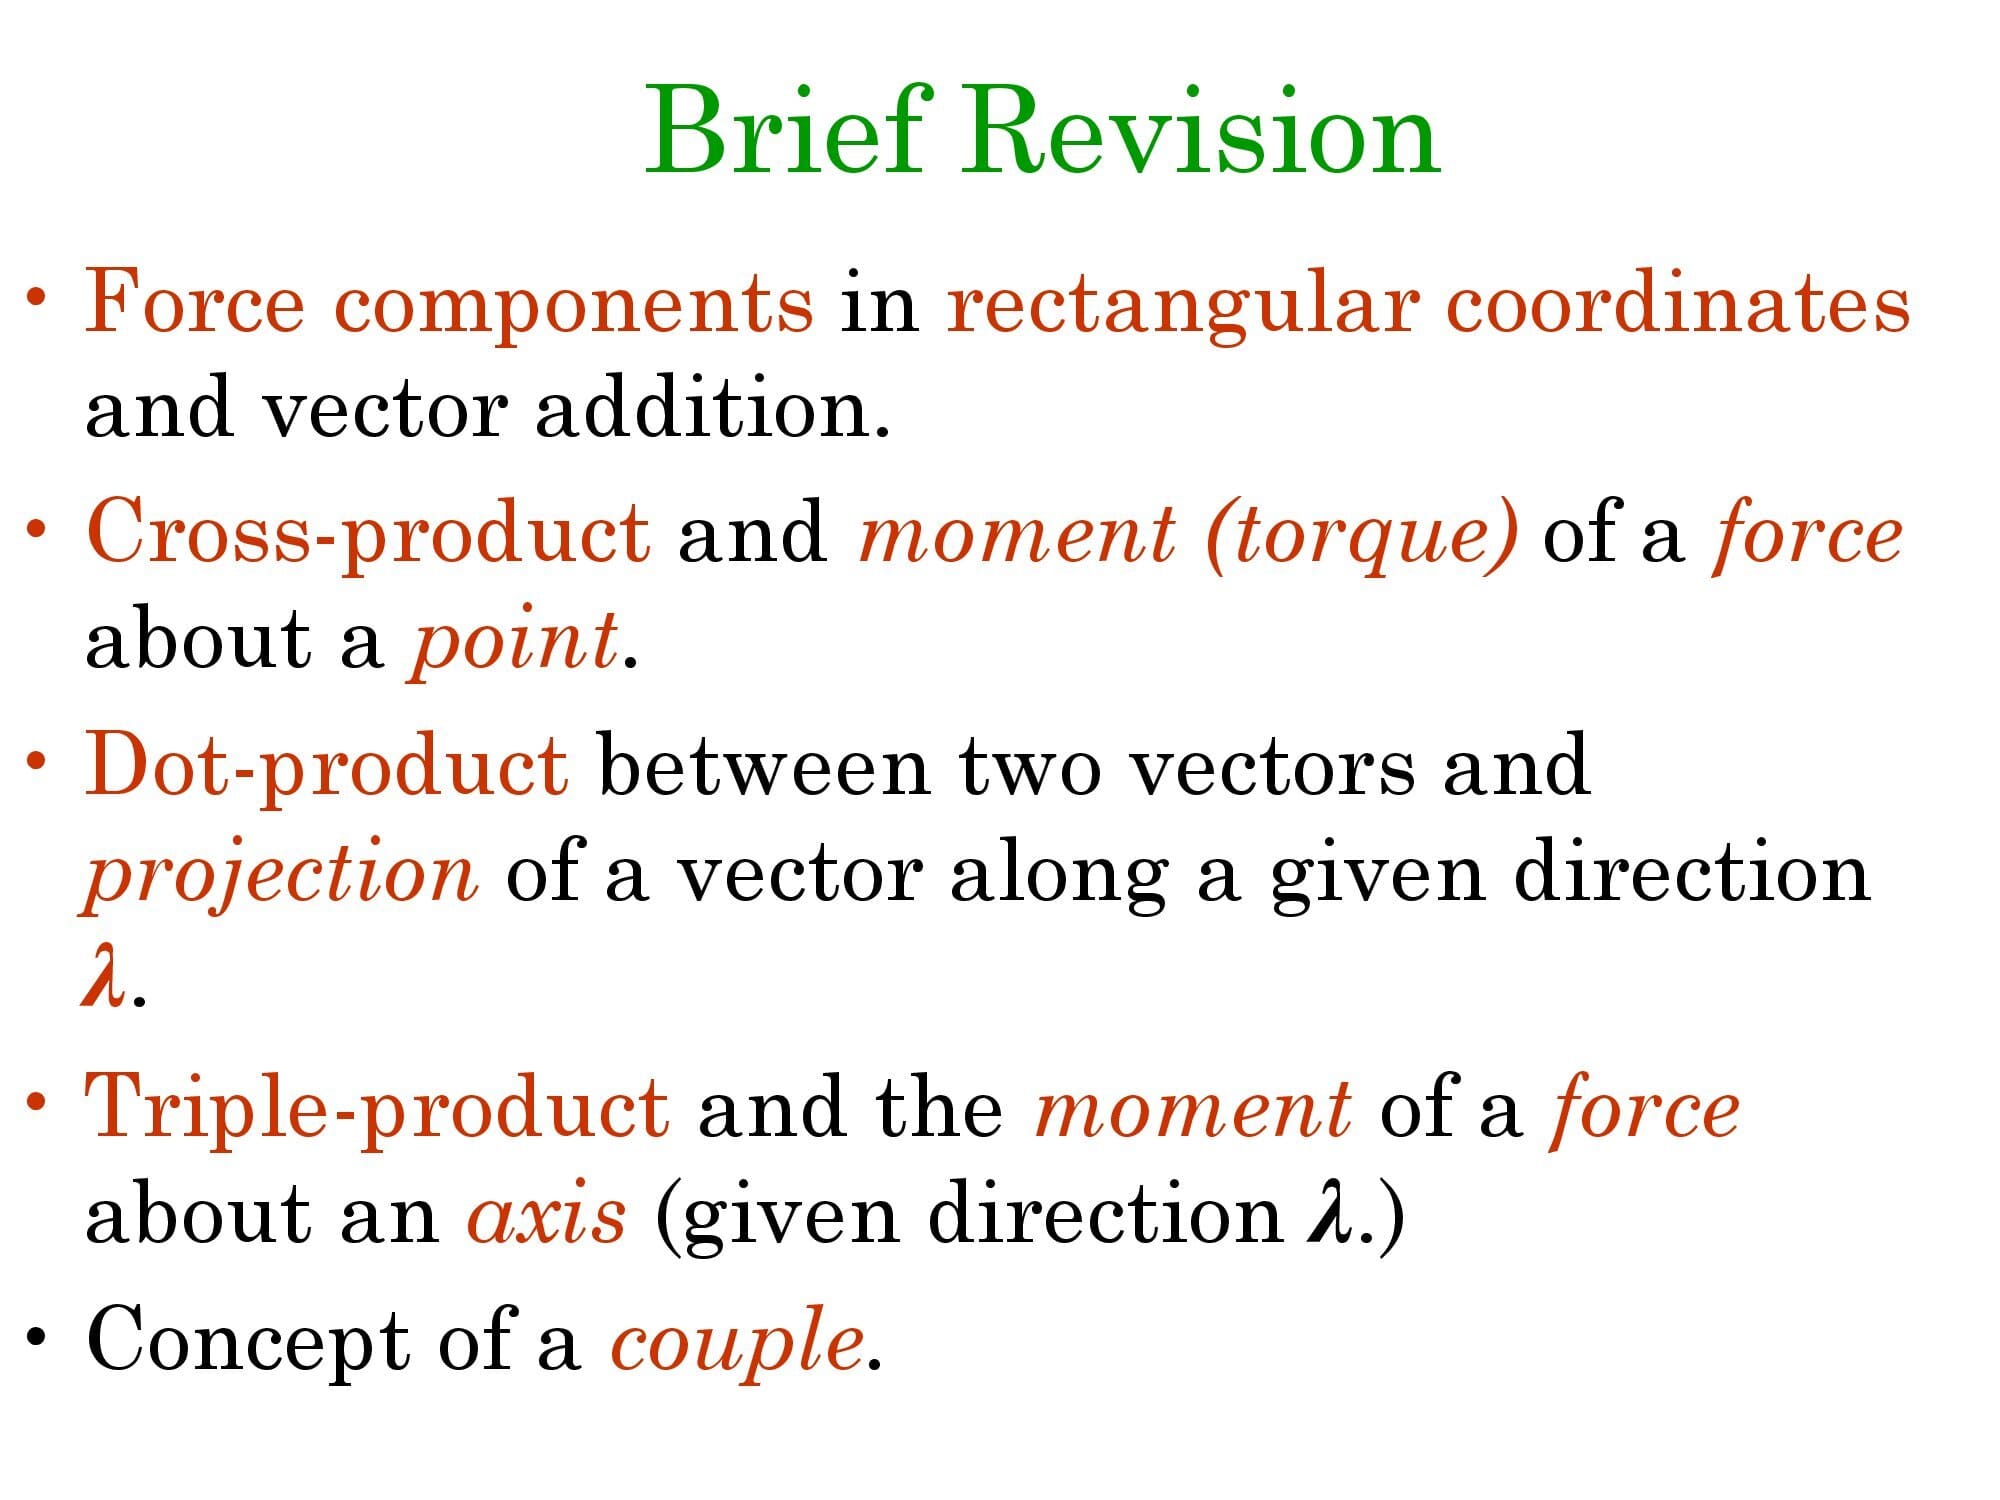 Brief Revision
• Force components in rectangular coordinates
and vector addition.
• Cross-product and moment (torque) of a force
about a point.
• Dot-product between two vectors and
projection of a vector along a given direction
λ.
• Triple-product and the moment of a force
about an axis (given direction λ.)
• Concept of a couple.